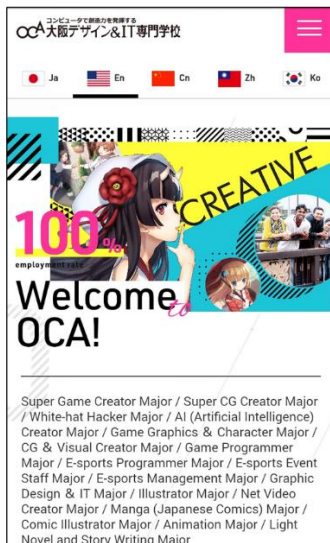 コンピュータで創造力を発揮する
OCA大阪デザイン&IT専門学校
Ja En Cn Zh Ko
CREATIVE
100%
employment rate
Welcome
to
OCA!
Super Game Creator Major / Super CG Creator Major
/ White-hat Hacker Major / AI (Artificial Intelligence)
Creator Major / Game Graphics & Character Major /
CG & Visual Creator Major / Game Programmer
Major / E-sports Programmer Major / E-sports Event
Staff Major / E-sports Management Major / Graphic
Design & IT Major / Illustrator Major / Net Video
Creator Major / Manga (Japanese Comics) Major /
Comic Illustrator Major / Animation Major / Light
Novel and Story Writing Major